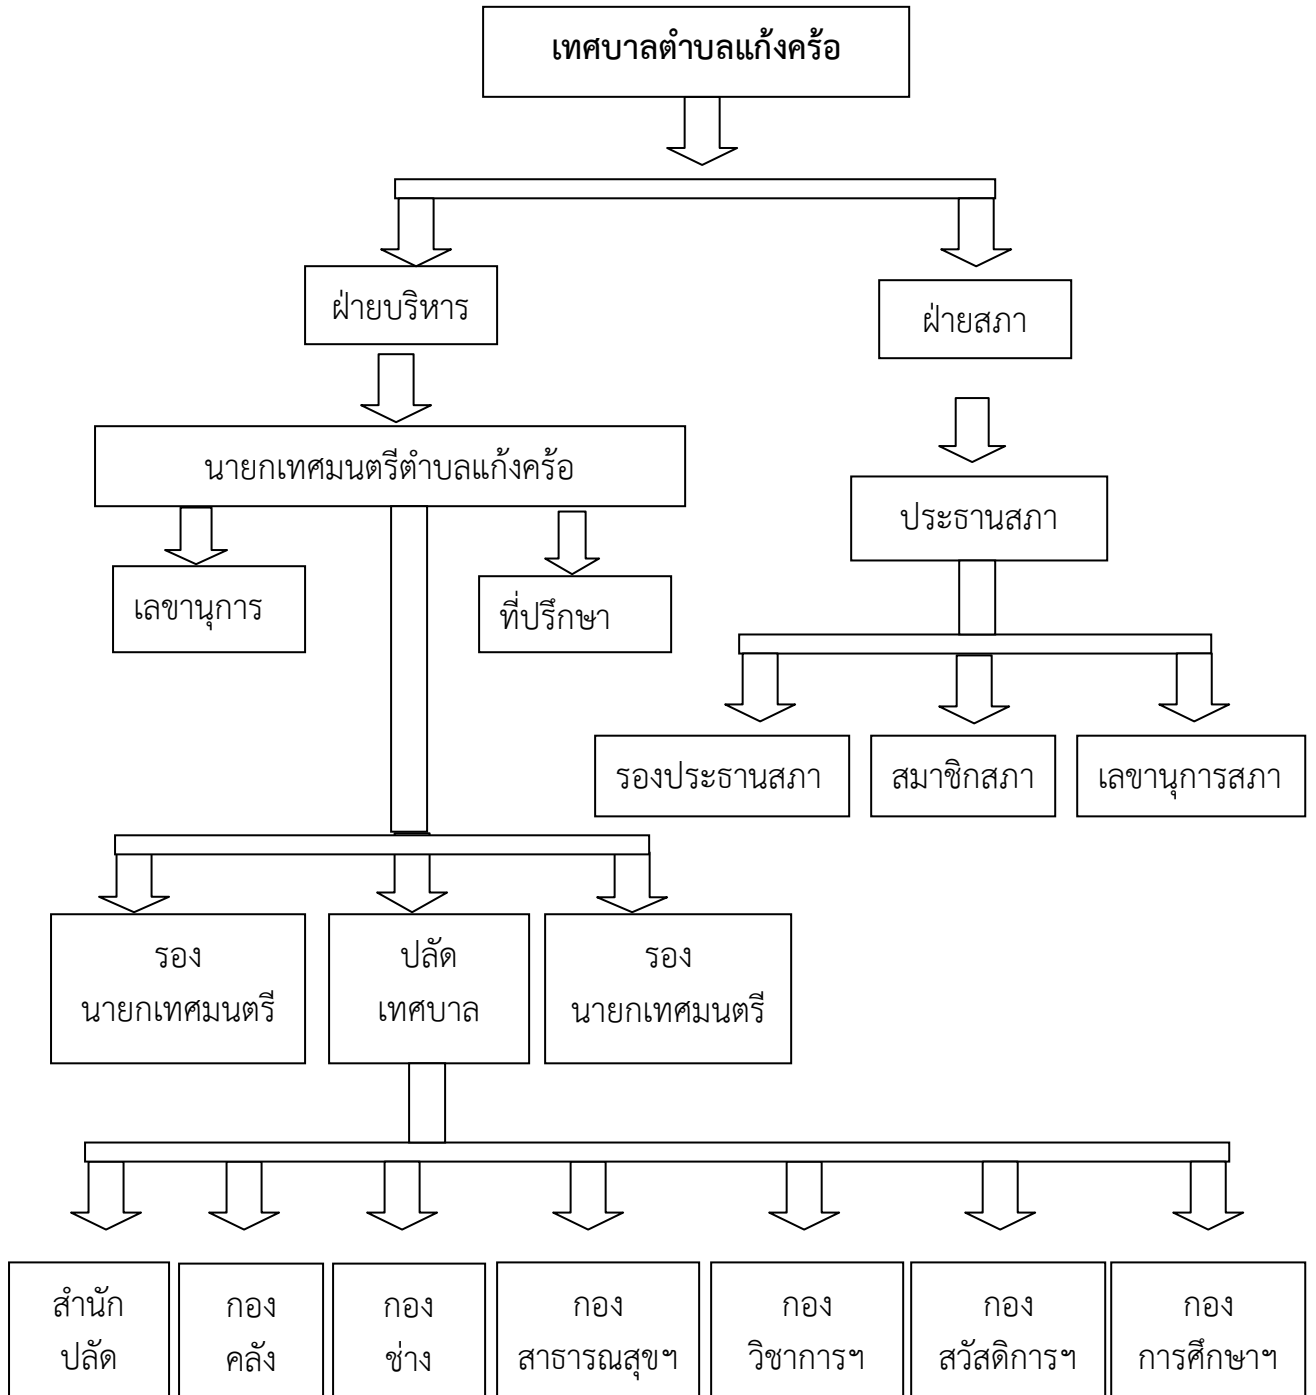 เทศบาลตำบลแก้งคร้อ
ฝ่ายบริหาร
ฝ่ายสภา
นายกเทศมนตรีตำบลแก้งคร้อ
ประธานสภา
เลขานุการ
ที่ปรึกษา
รองประธานสภา
สมาชิกสภา
เลขานุการสภา
รอง
นายกเทศมนตรี
ปลัด
เทศบาล
รอง
นายกเทศมนตรี
สำนัก
ปลัด
กอง
คลัง
กอง
ช่าง
กอง
สาธารณสุขฯ
กอง
วิชาการฯ
กอง
สวัสดิการฯ
กอง
การศึกษาฯ